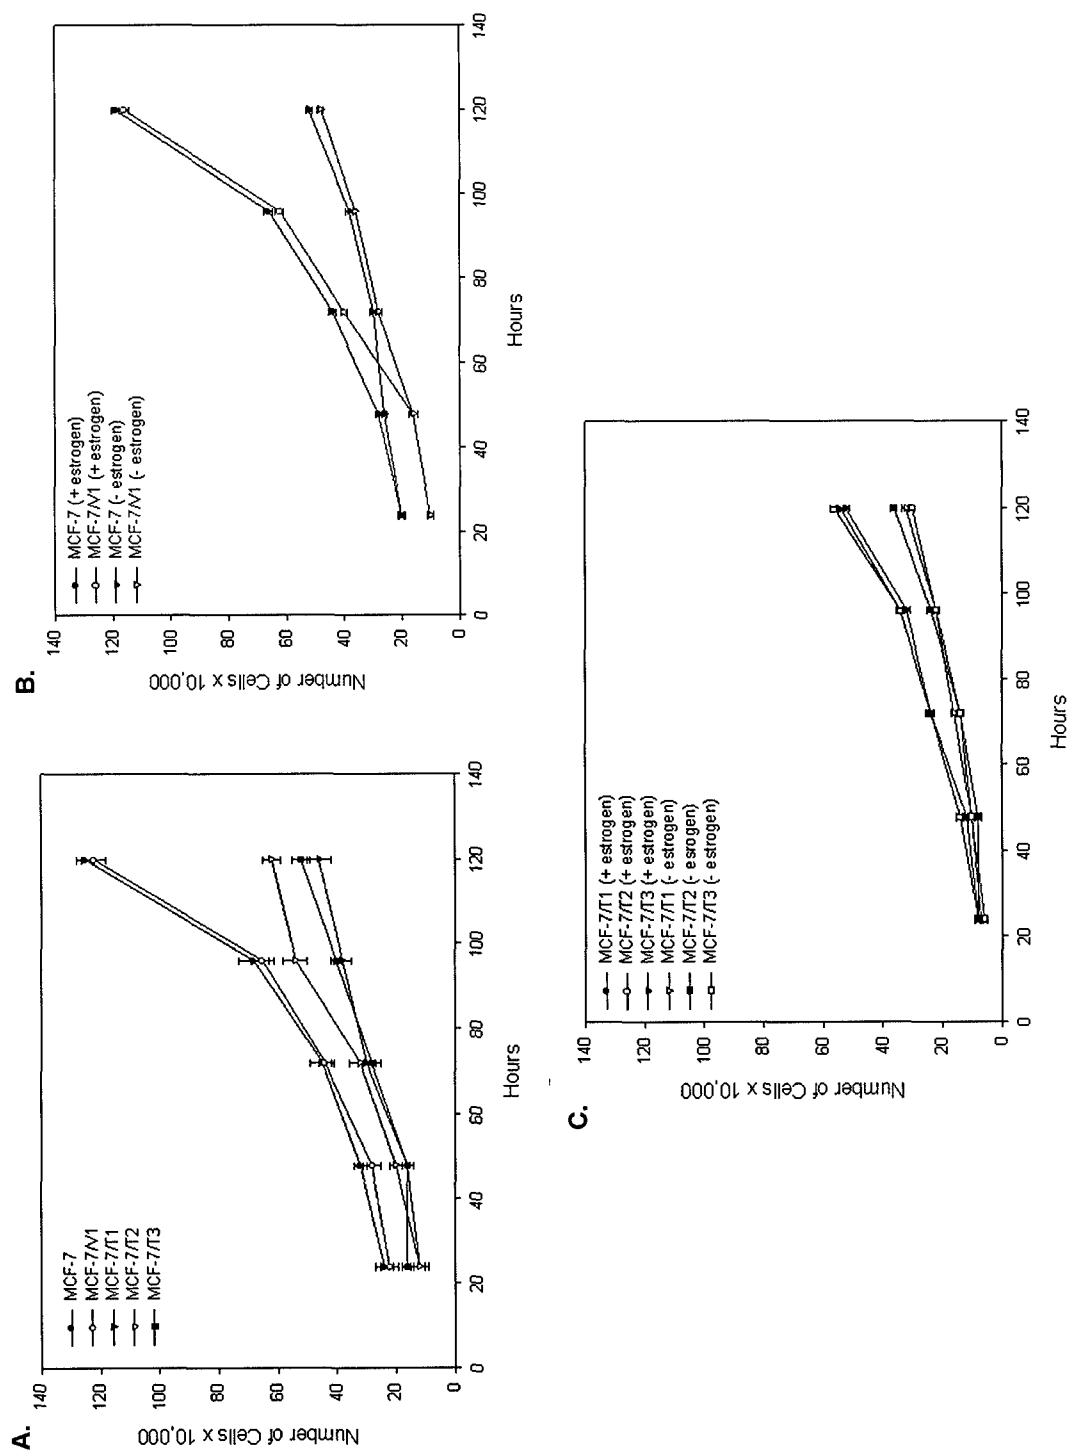 A.
Number of Cells x 10,000
140
120
100
80
60
40
20
0
MCF-7
MCF-7/V1
MCF-7/T1
MCF-7/T2
MCF-7/T3
0
20
40
60
80
100
120
140
Hours
B.
Number of Cells x 10,000
140
120
100
80
60
40
20
0
MCF-7 (+ estrogen)
MCF-7/V1 (+ estrogen)
MCF-7 (- estrogen)
MCF-7/V1 (- estrogen)
0
20
40
60
80
100
120
140
Hours
C.
Number of Cells x 10,000
140
120
100
80
60
40
20
0
MCF-7/T1 (+ estrogen)
MCF-7/T2 (+ estrogen)
MCF-7/T3 (+ estrogen)
MCF-7/T1 (- estrogen)
MCF-7/T2 (- esrogen)
MCF-7/T3 (- estrogen)
0
20
40
60
80
100
120
140
Hours